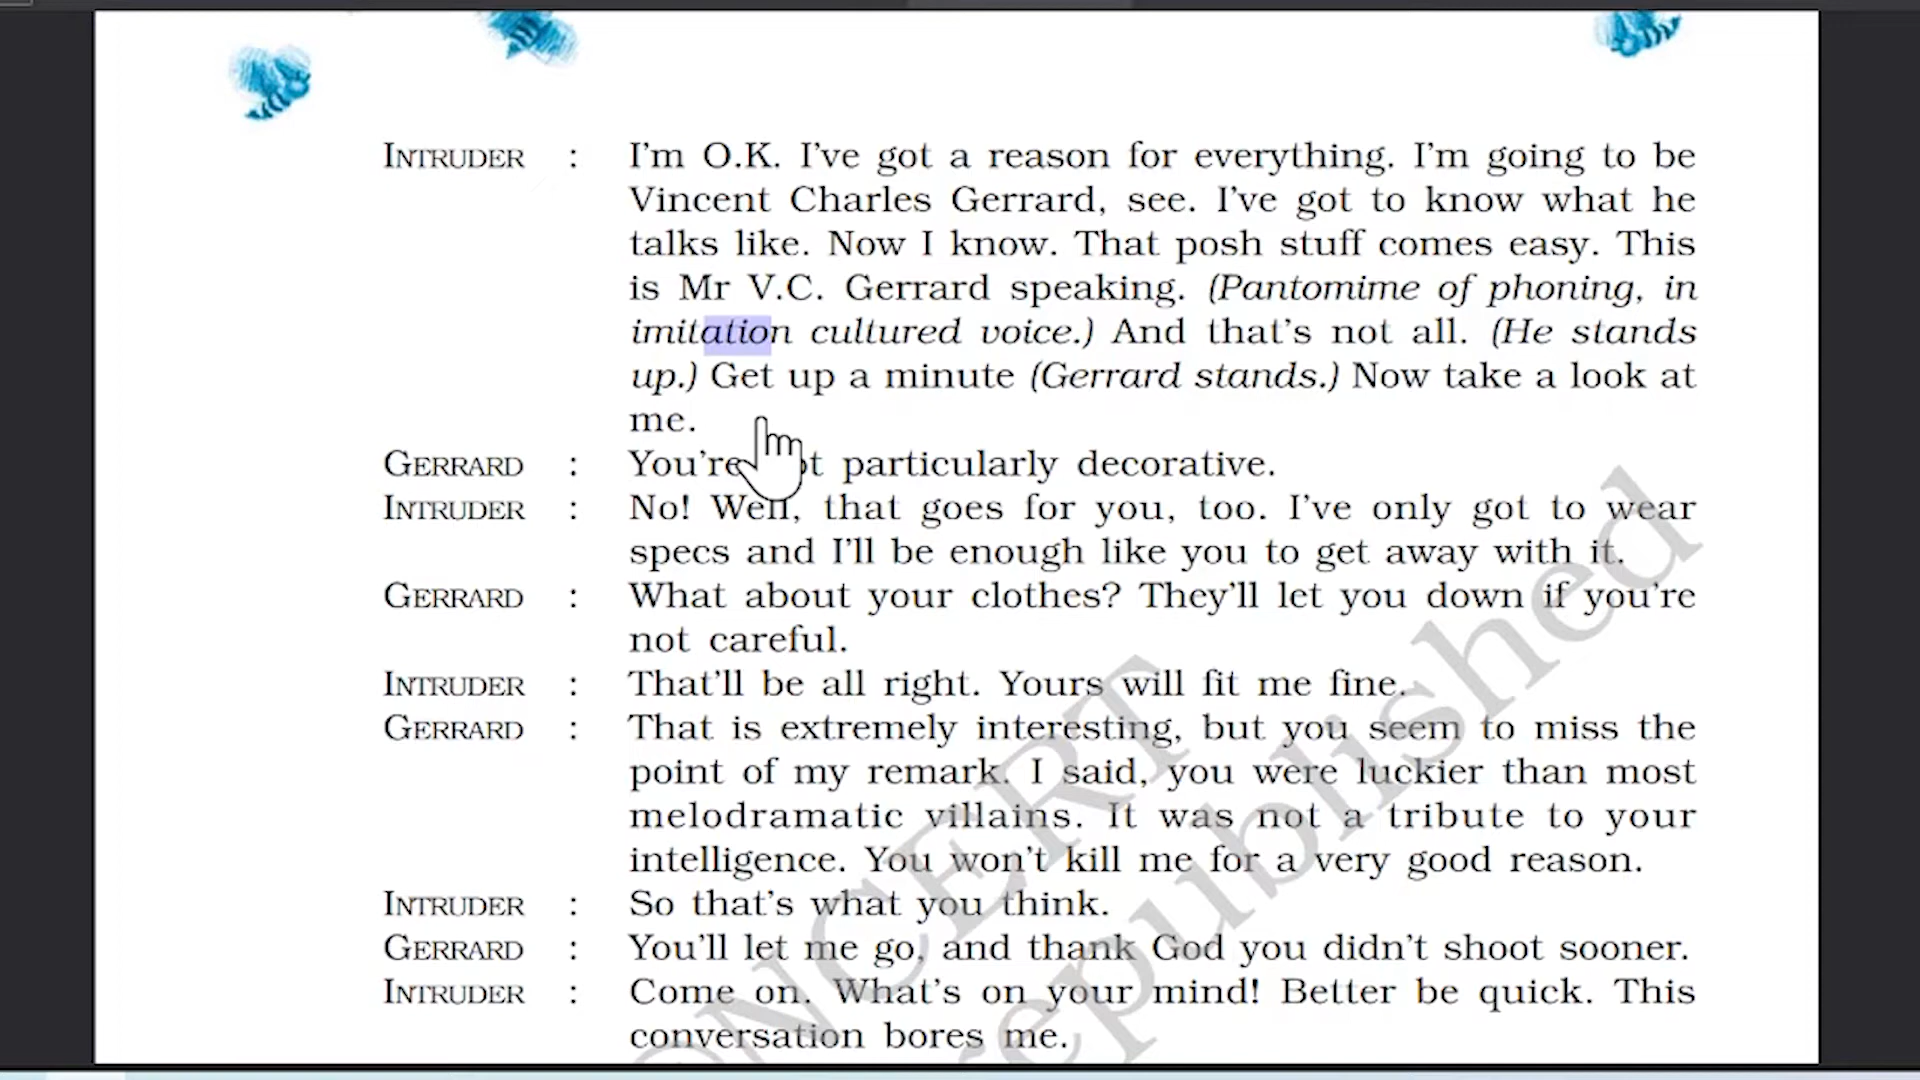 INTRUDER : I'm O.K. I've got a reason for everything. I'm going to be
Vincent Charles Gerrard, see. I've got to know what he
talks like. Now I know. That posh stuff comes easy. This
is Mr V.C. Gerrard speaking. (Pantomime of phoning, in
imitation cultured voice.) And that's not all. (He stands
up.) Get up a minute (Gerrard stands.) Now take a look at
me.
GERRARD : You're particularly decorative.
INTRUDER : No! Well, that goes for you, too. I've only got to wear
specs and I'll be enough like you to get away with it.
GERRARD : What about your clothes? They'll let you down if you're
not careful.
INTRUDER : That'll be all right. Yours will fit me fine.
GERRARD : That is extremely interesting, but you seem to miss the
point of my remark. I said, you were luckier than most
melodramatic villains. It was not a tribute to your
intelligence. You won't kill me for a very good reason.
INTRUDER : So that's what you think.
GERRARD : You'll let me go, and thank God you didn't shoot sooner.
INTRUDER : Come on. What's on your mind! Better be quick. This
conversation bores me.
NCERT
republished